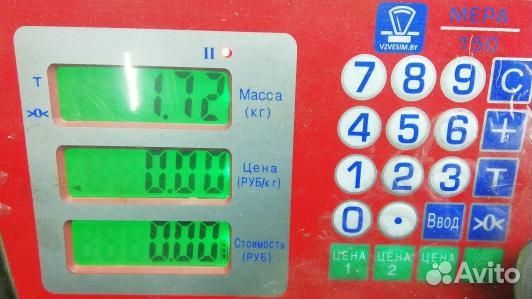 II
МЕРА
150
VZVESIM.BY
T
>0<
1.72
Масса
(кг)
0.00
Цена
(РУБ/кг)
0.00
Стоимость
(РУБ)
7 8 9 C
4 5 6 +
1 2 3 T
0 . Ввод >0<
ЦЕНА 1 ЦЕНА 2 ЦЕНА
Avito